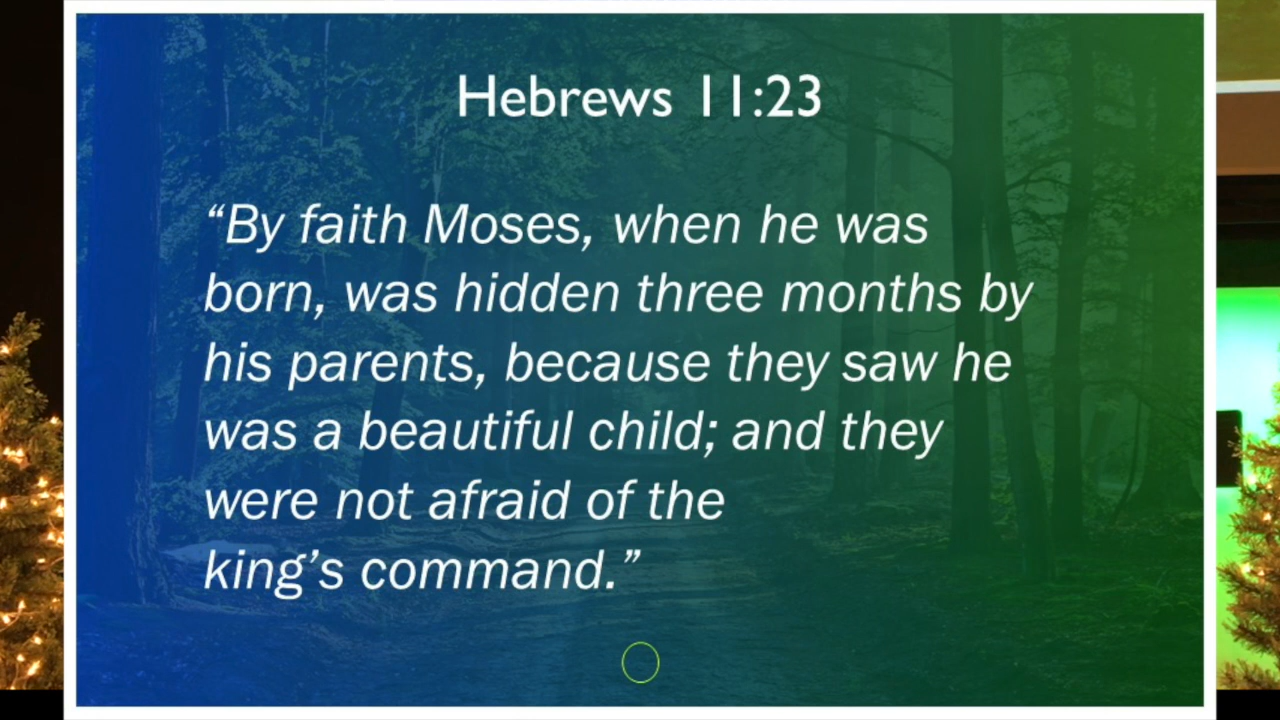 Hebrews 11:23
“By faith Moses, when he was
born, was hidden three months by
his parents, because they saw he
was a beautiful child; and they
were not afraid of the
king’s command.”